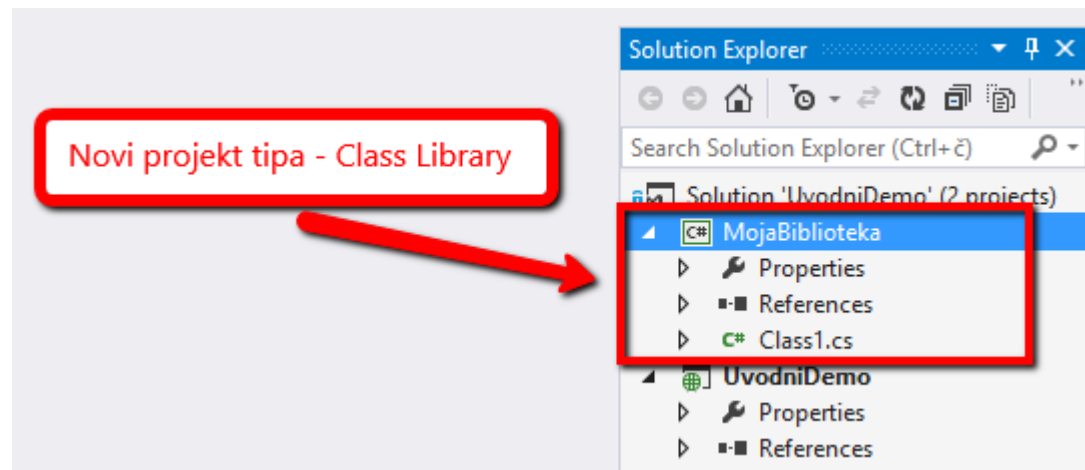 Solution Explorer
Novi projekt tipa - Class Library
Search Solution Explorer (Ctrl+č)
Solution 'UvodniDemo' (2 projects)
C# MojaBiblioteka
Properties
References
C# Class1.cs
UvodniDemo
Properties
References